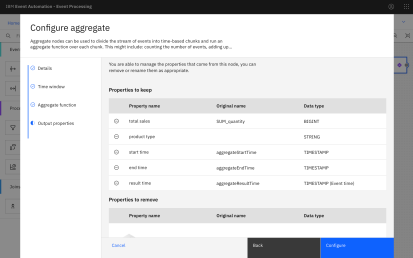 IBM Event Automation - Event Processing
Configure aggregate
Aggregate nodes can be used to divide the stream of events into time-based chunks and run an
aggregate function over each chunk. This might include: counting the number of events, adding up...
Details
Time window
Aggregate function
Output properties
You are able to manage the properties that come from this node, you can
remove or rename them as appropriate.
Properties to keep
Property name Original name Data type
total sales SUM_quantity BIGINT
product type STRING
start time aggregateStartTime TIMESTAMP
end time aggregateEndTime TIMESTAMP
result time aggregateResultTime TIMESTAMP (Event time)
Properties to remove
Property name Original name Data type
Cancel Back Configure